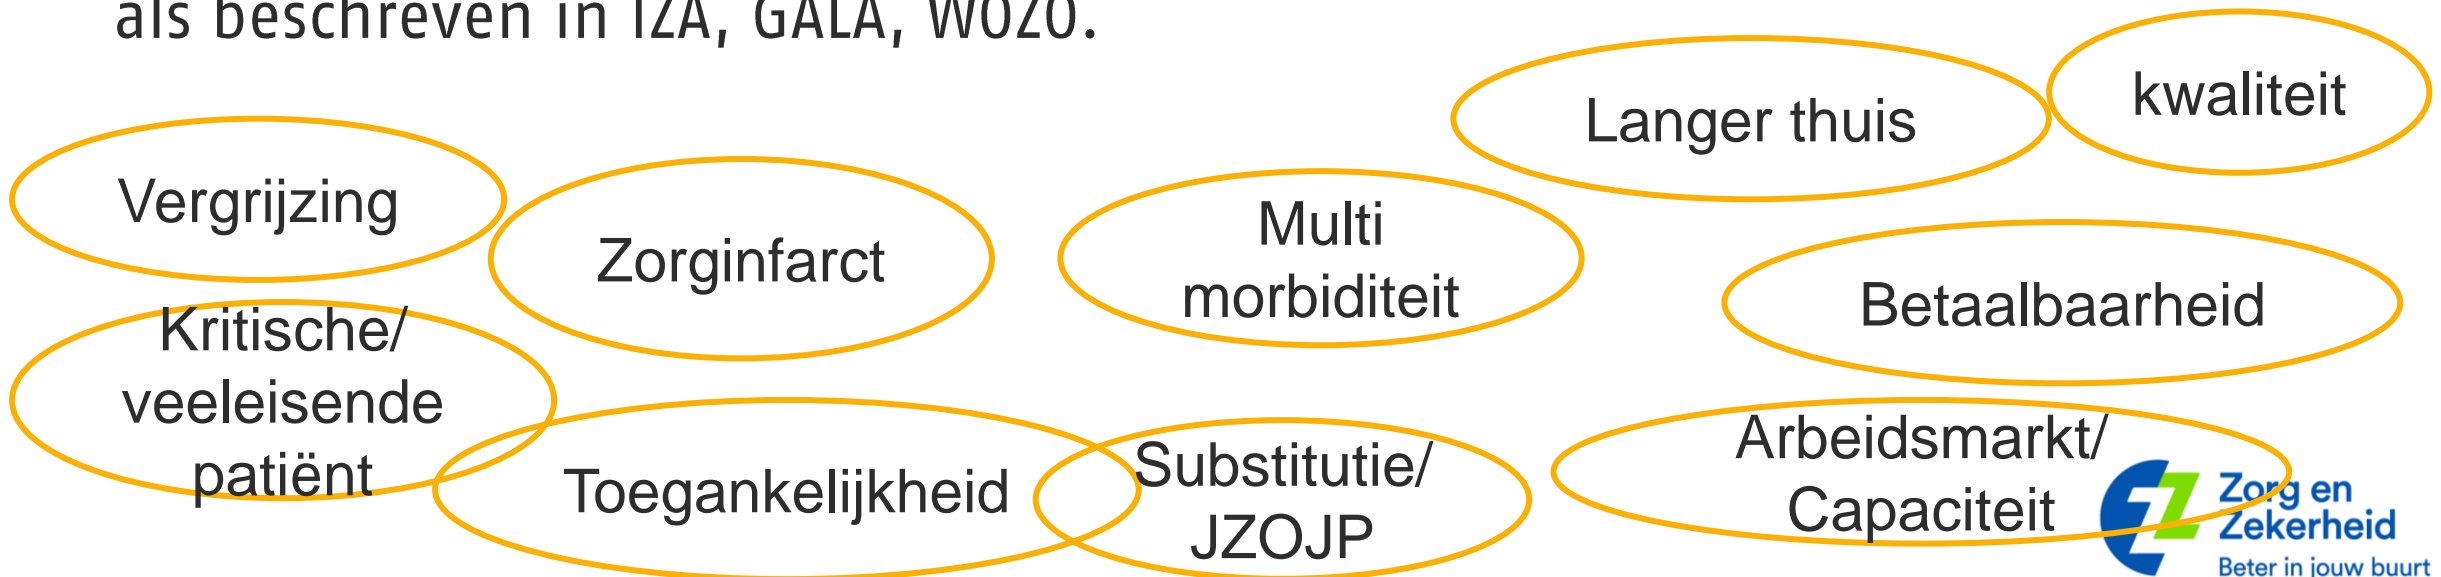 als beschreven in IZA, GALA, WOZO.
kwaliteit
Langer thuis
Vergrijzing
Zorginfarct
Multi
morbiditeit
Betaalbaarheid
Kritische/
veeleisende
patiënt
Toegankelijkheid
Substitutie/
JZOJP
Arbeidsmarkt/
Capaciteit
Zorg en
Zekerheid
Beter in jouw buurt